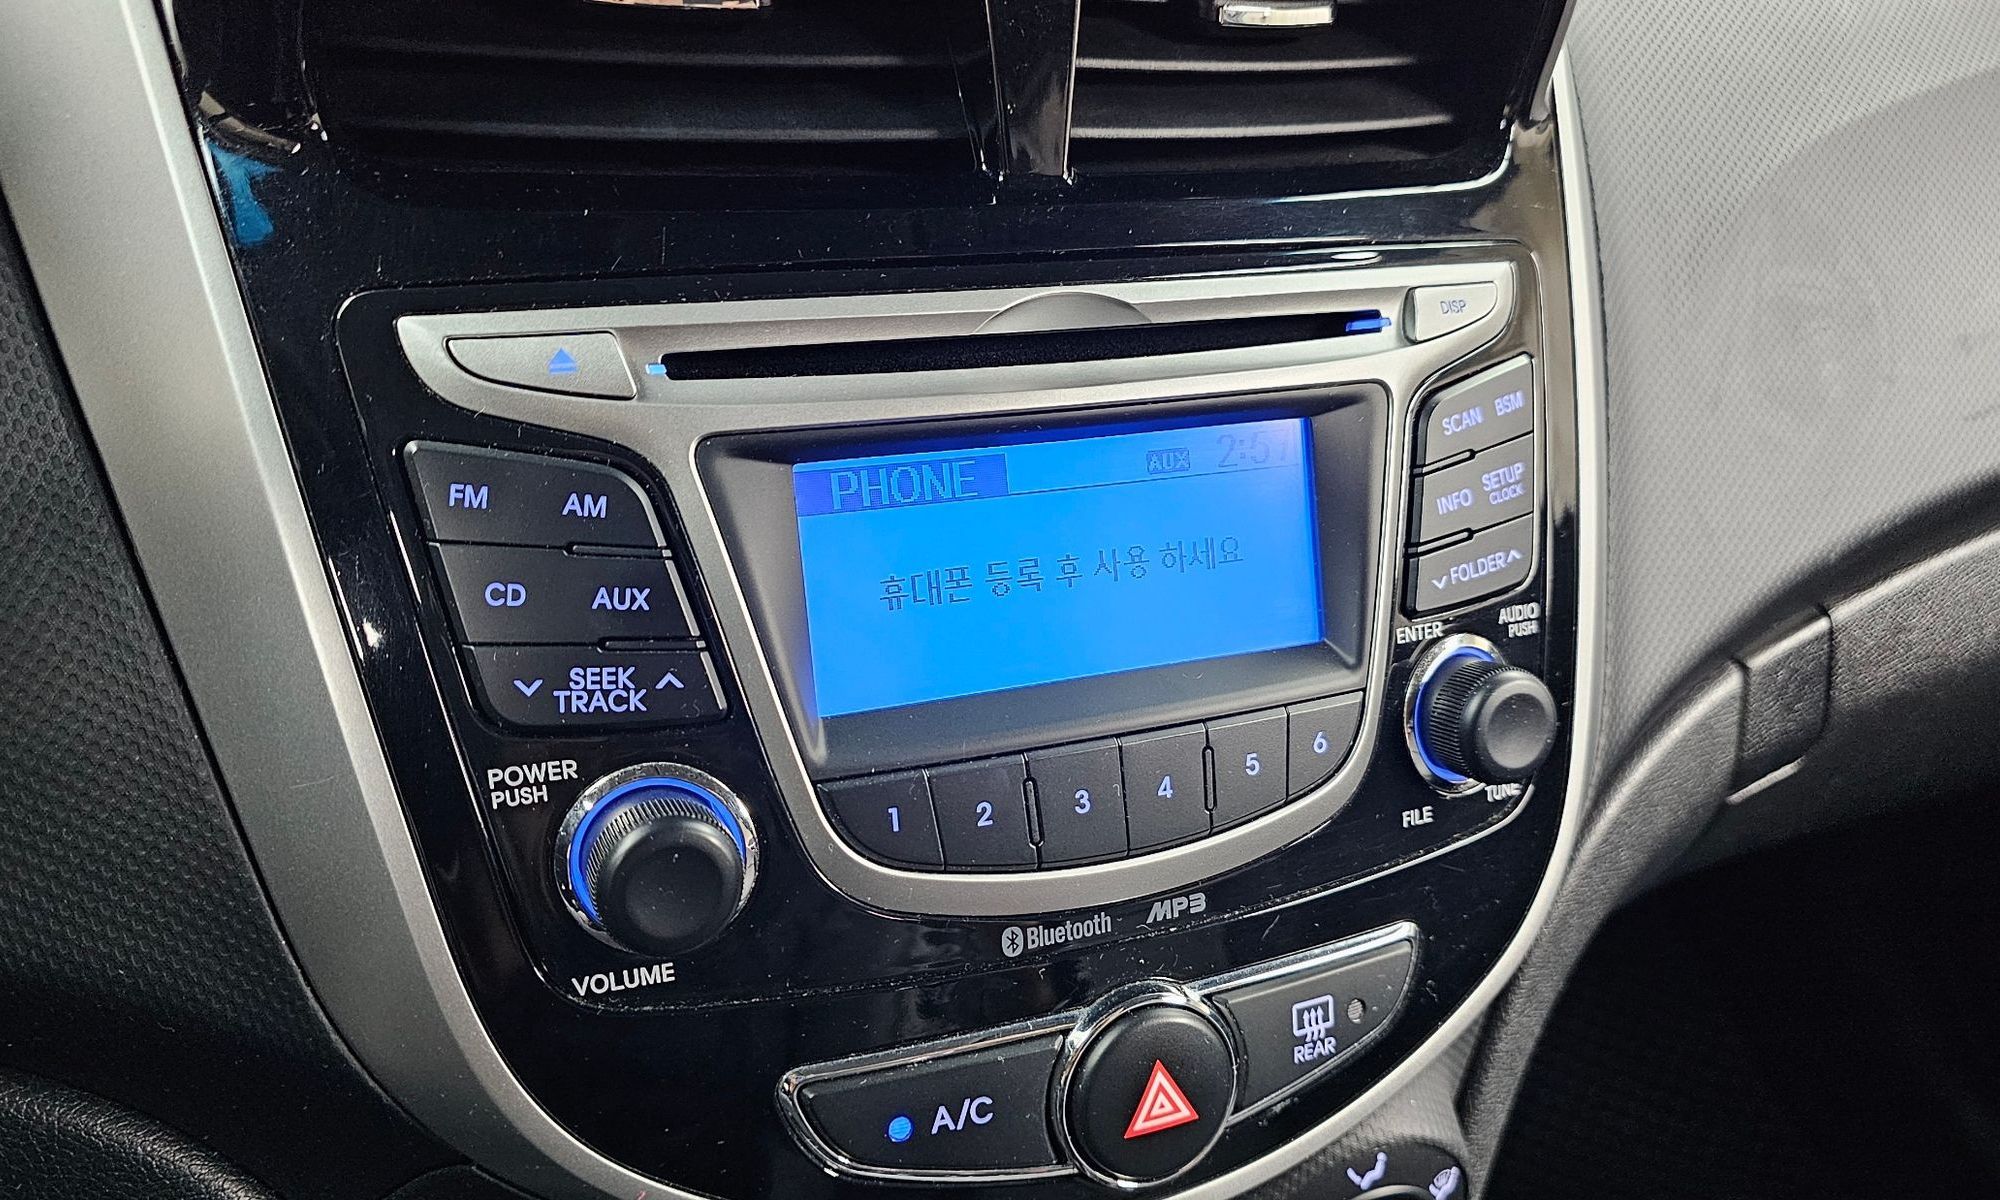 DISP
SCAN BSM
FM AM
PHONE AUX
INFO SETUP CLOCK
휴대폰 등록 후 사용 하세요
CD AUX
FOLDER
SEEK
TRACK
ENTER
AUDIO
PUSH
POWER
PUSH
1 2 3 4 5 6
FILE
TUNE
VOLUME
Bluetooth MP3
A/C
REAR